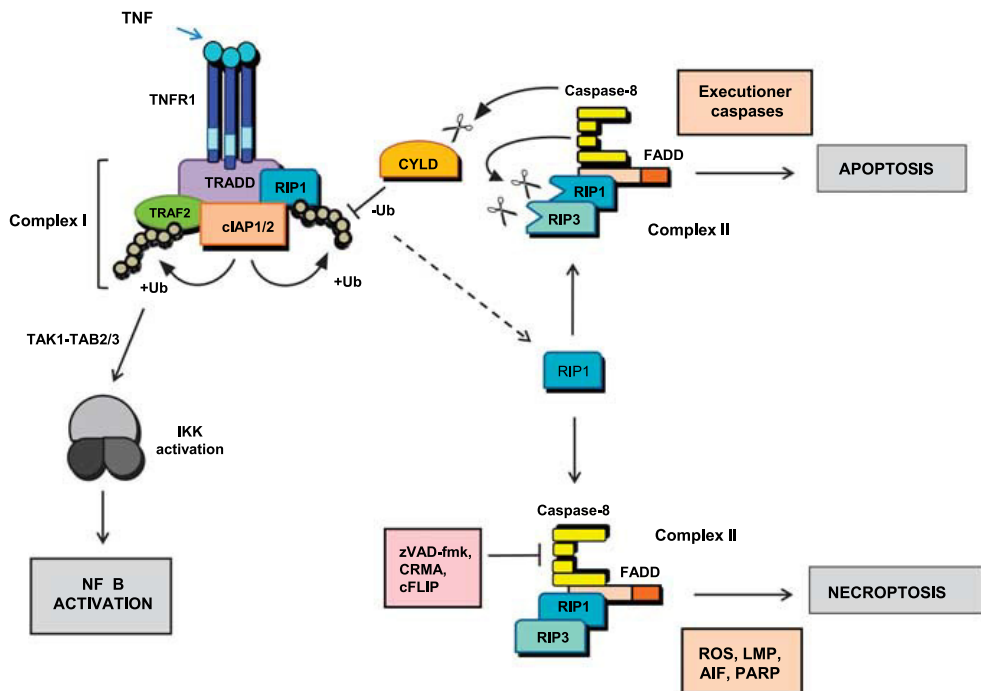 TNF
TNFR1
TRADD
RIP1
TRAF2
cIAP1/2
Complex I
+Ub
+Ub
CYLD
-Ub
TAK1-TAB2/3
IKK
activation
NF B
ACTIVATION
Caspase-8
FADD
RIP1
RIP3
Complex II
Executioner
caspases
APOPTOSIS
RIP1
Caspase-8
Complex II
zVAD-fmk,
CRMA,
cFLIP
FADD
RIP1
RIP3
NECROPTOSIS
ROS, LMP,
AIF, PARP